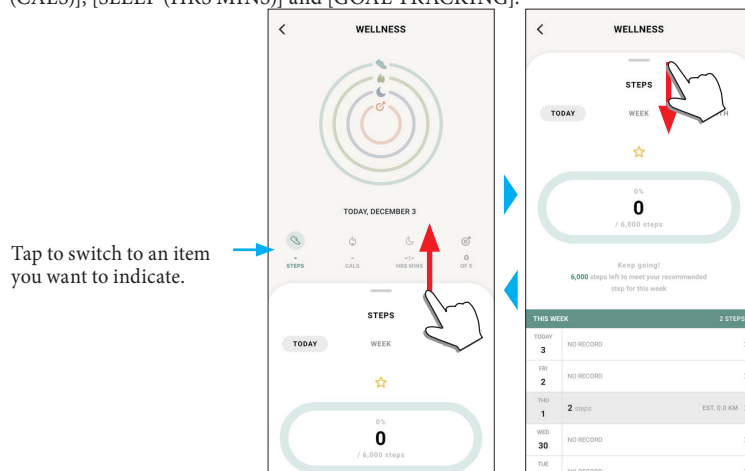 (CALS)], [SLEEP (HRS MINS)] and [GOAL TRACKING].
WELLNESS
TODAY, DECEMBER 3
Tap to switch to an item
you want to indicate.
-
STEPS
-
CALS
-:-
HRS MINS
0
OF 5
STEPS
TODAY
WEEK
0%
0
/ 6,000 steps
WELLNESS
STEPS
TODAY
WEEK
0%
0
/ 6,000 steps
Keep going!
6,000 steps left to meet your recommended
step for this week
THIS WEEK 2 STEPS
TODAY
3
NO RECORD
FRI
2
NO RECORD
THU
1
2 steps EST. 0.0 KM
WED
30
NO RECORD
TUE
NO RECORD